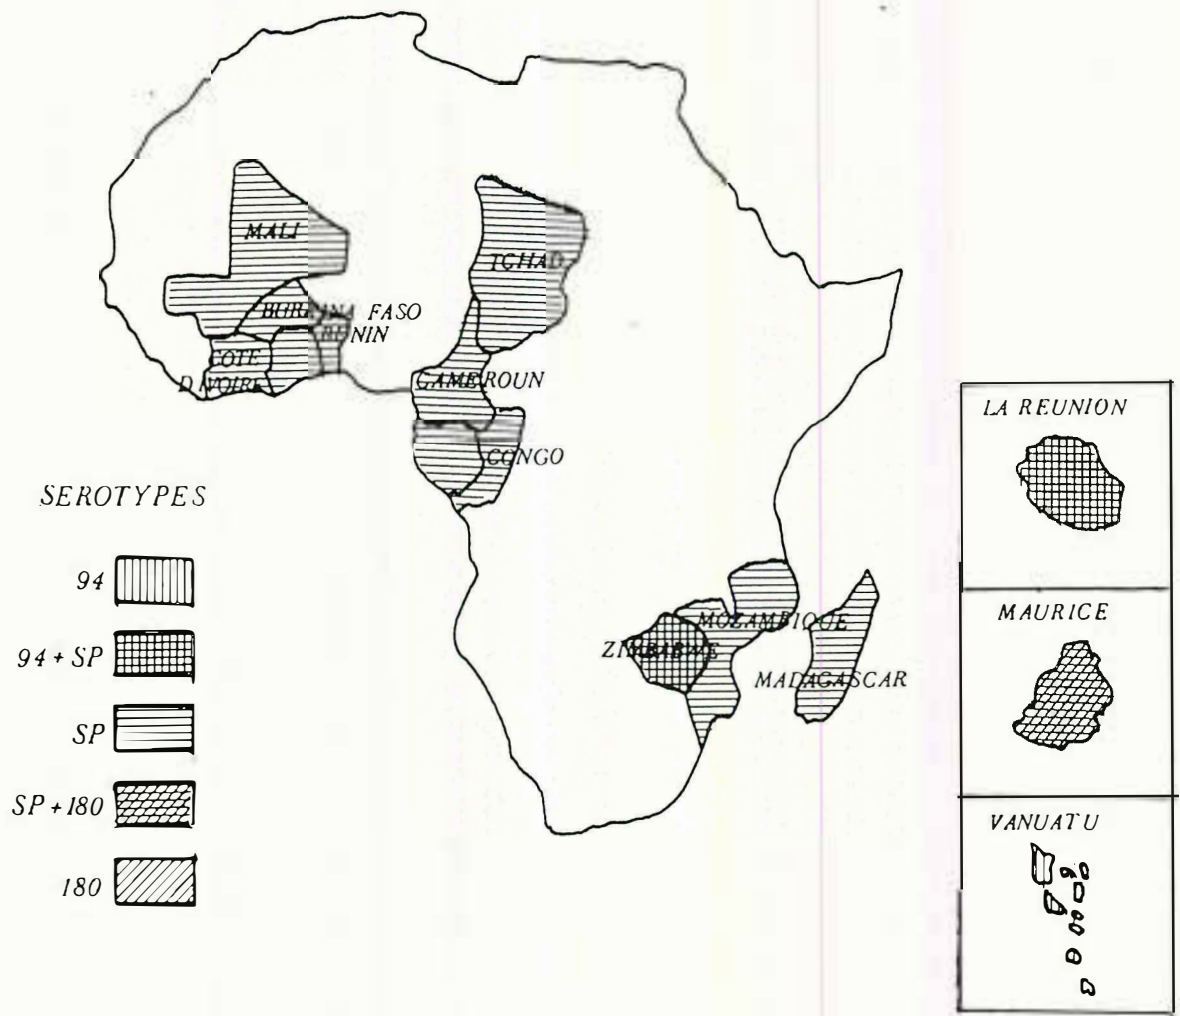 MALI
TCHAD
BURKINA FASO
BENIN
COTE
D'IVOIRE
CAMEROUN
CONGO
MOZAMBIQUE
ZIMBABWE
MADAGASCAR
SEROTYPES
94
94 + SP
SP
SP + 180
180
LA REUNION
MAURICE
VANUATU